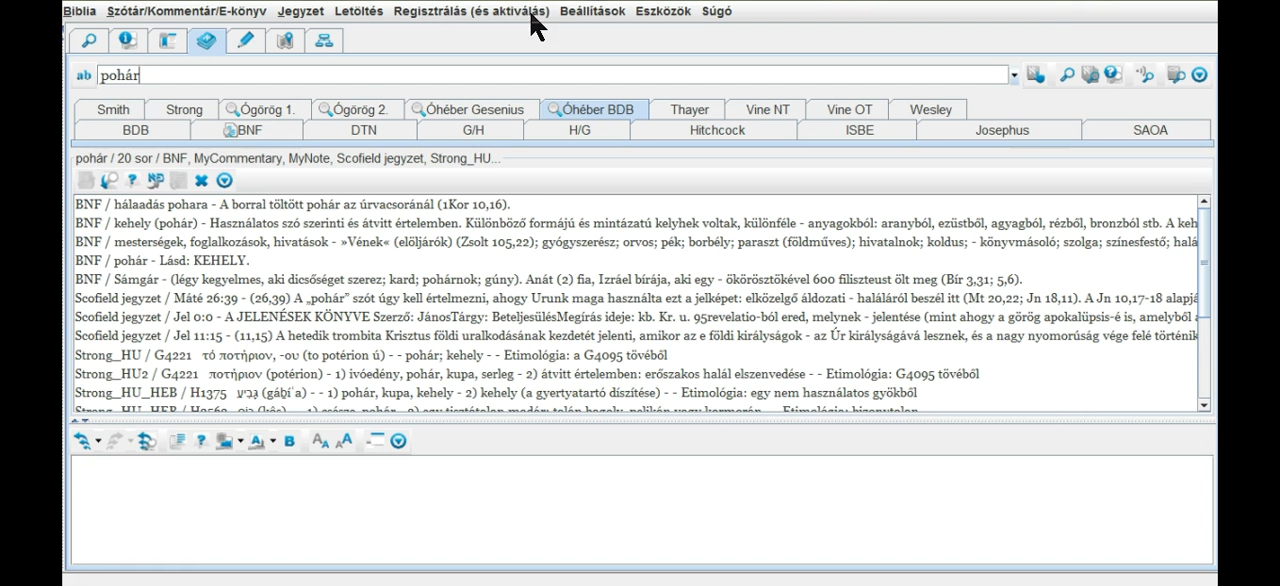 Biblia Szótár/Kommentár/E-könyv Jegyzet Letöltés Regisztrálás (és aktiválás) Beállítások Eszközök Súgó
ab pohár
Smith Strong Ógörög 1. Ógörög 2. Óhéber Gesenius Óhéber BDB Thayer Vine NT Vine OT Wesley
BDB BNF DTN G/H H/G Hitchcock ISBE Josephus SAOA
pohár / 20 sor / BNF, MyCommentary, MyNote, Scofield jegyzet, Strong_HU...
BNF / hálaadás pohara - A borral töltött pohár az úrvacsoránál (1Kor 10,16).
BNF / kehely (pohár) - Használatos szó szerinti és átvitt értelemben. Különböző formájú és mintázatú kelyhek voltak, különféle - anyagokból: aranyból, ezüstből, agyagból, rézből, bronzból stb. A keh
BNF / mesterségek, foglalkozások, hivatások - »Vének« (elöljárók) (Zsolt 105,22); gyógyszerész; orvos; pék; borbély; paraszt (földműves); hivatalnok; koldus; - könyvmásoló; szolga; színesfestő; halá
BNF / pohár - Lásd: KEHELY.
BNF / Sámgár - (légy kegyelmes, aki dicsőséget szerez; kard; pohárnok; gúny). Anát (2) fia, Izráel bírája, aki egy - ökörösztökével 600 filiszteust ölt meg (Bír 3,31; 5,6).
Scofield jegyzet / Máté 26:39 - (26,39) A „pohár” szót úgy kell értelmezni, ahogy Urunk maga használta ezt a jelképet: elközelgő áldozati - haláláról beszél itt (Mt 20,22; Jn 18,11). A Jn 10,17-18 alapjá
Scofield jegyzet / Jel 0:0 - A JELENÉSEK KÖNYVE Szerző: JánosTárgy: BeteljesülésMegírás ideje: kb. Kr. u. 95revelatio-ból ered, melynek - jelentése (mint ahogy a görög apokalüpsis-é is, amelyből a
Scofield jegyzet / Jel 11:15 - (11,15) A hetedik trombita Krisztus földi uralkodásának kezdetét jelenti, amikor az e földi királyságok - az Úr királyságává lesznek, és a nagy nyomorúság vége felé történik
Strong_HU / G4221 τό ποτήριον, -ου (to potérion ú) - - pohár; kehely - - Etimológia: a G4095 tövéből
Strong_HU2 / G4221 ποτήριον (potérion) - 1) ivóedény, pohár, kupa, serleg - 2) átvitt értelemben: erőszakos halál elszenvedése - - Etimológia: G4095 tövéből
Strong_HU_HEB / H1375 גְּבִיעַ (gábíˈa) - - 1) pohár, kupa, kehely - 2) kehely (a gyertyatartó díszítése) - - Etimológia: egy nem használatos gyökből